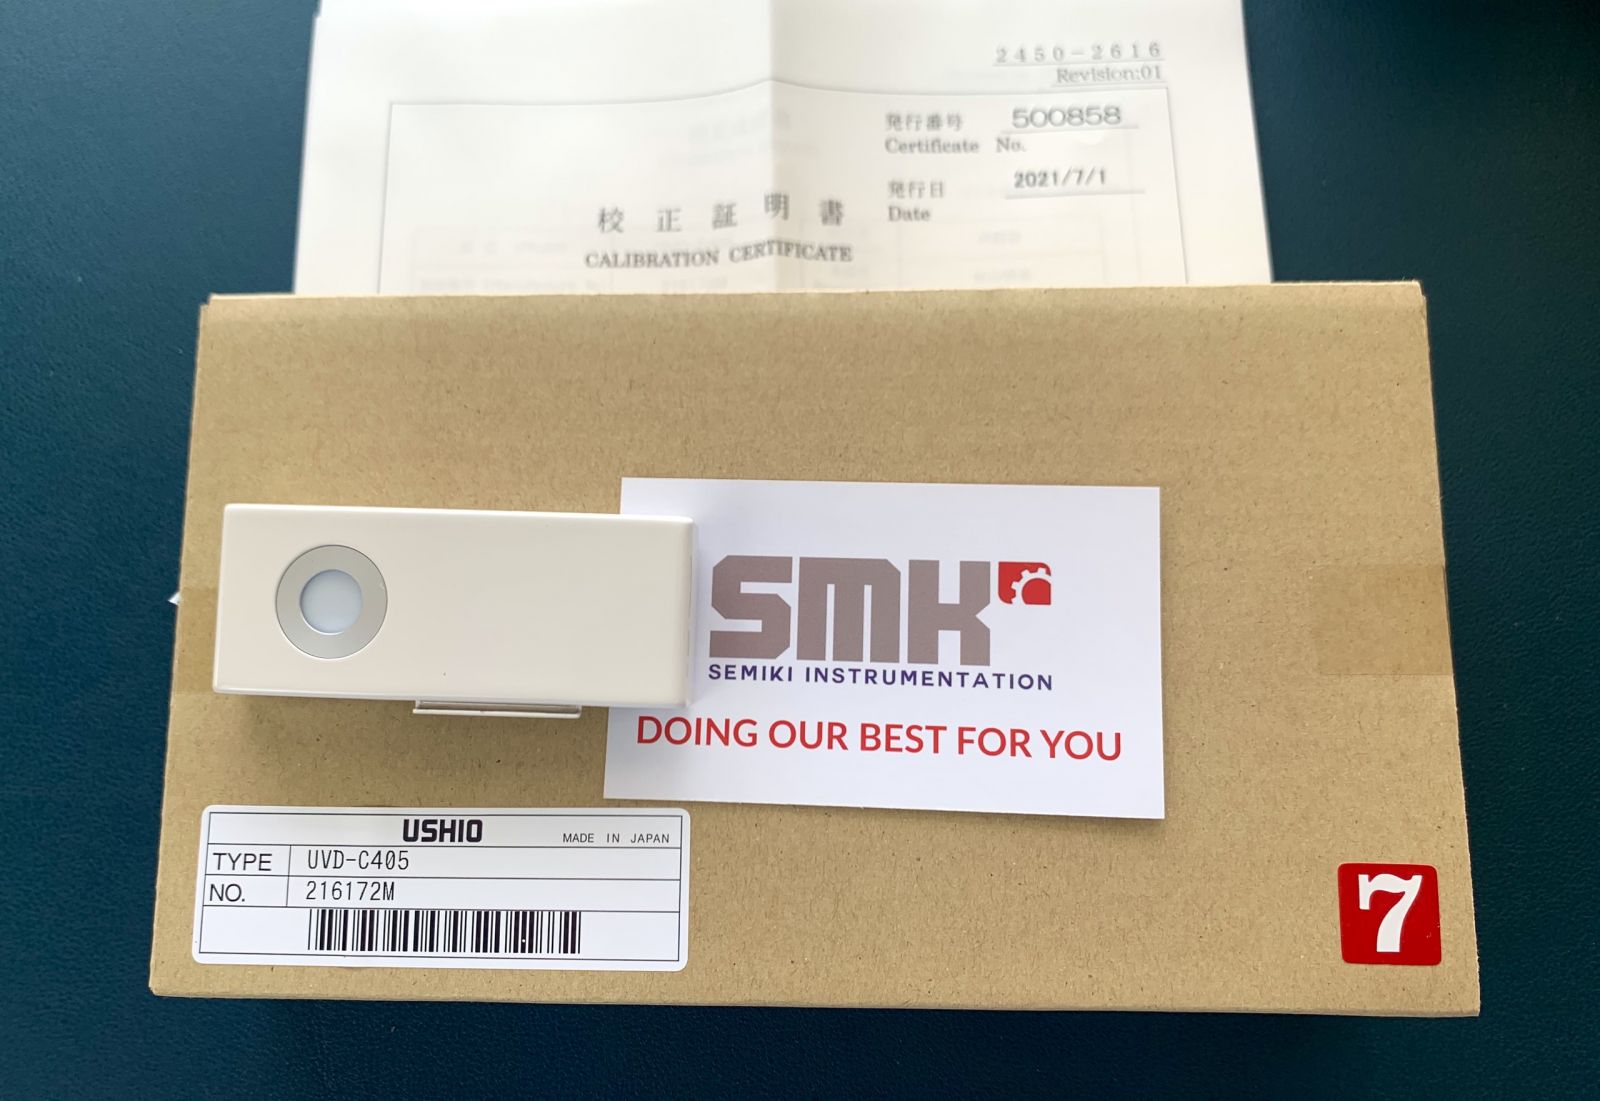 2450-2616
Revision:01
発行番号 500858
Certificate No.
発行日 2021/7/1
Date
校正証明書
CALIBRATION CERTIFICATE
SMK
SEMIKI INSTRUMENTATION
DOING OUR BEST FOR YOU
USHIO MADE IN JAPAN
TYPE UVD-C405
NO. 216172M
7